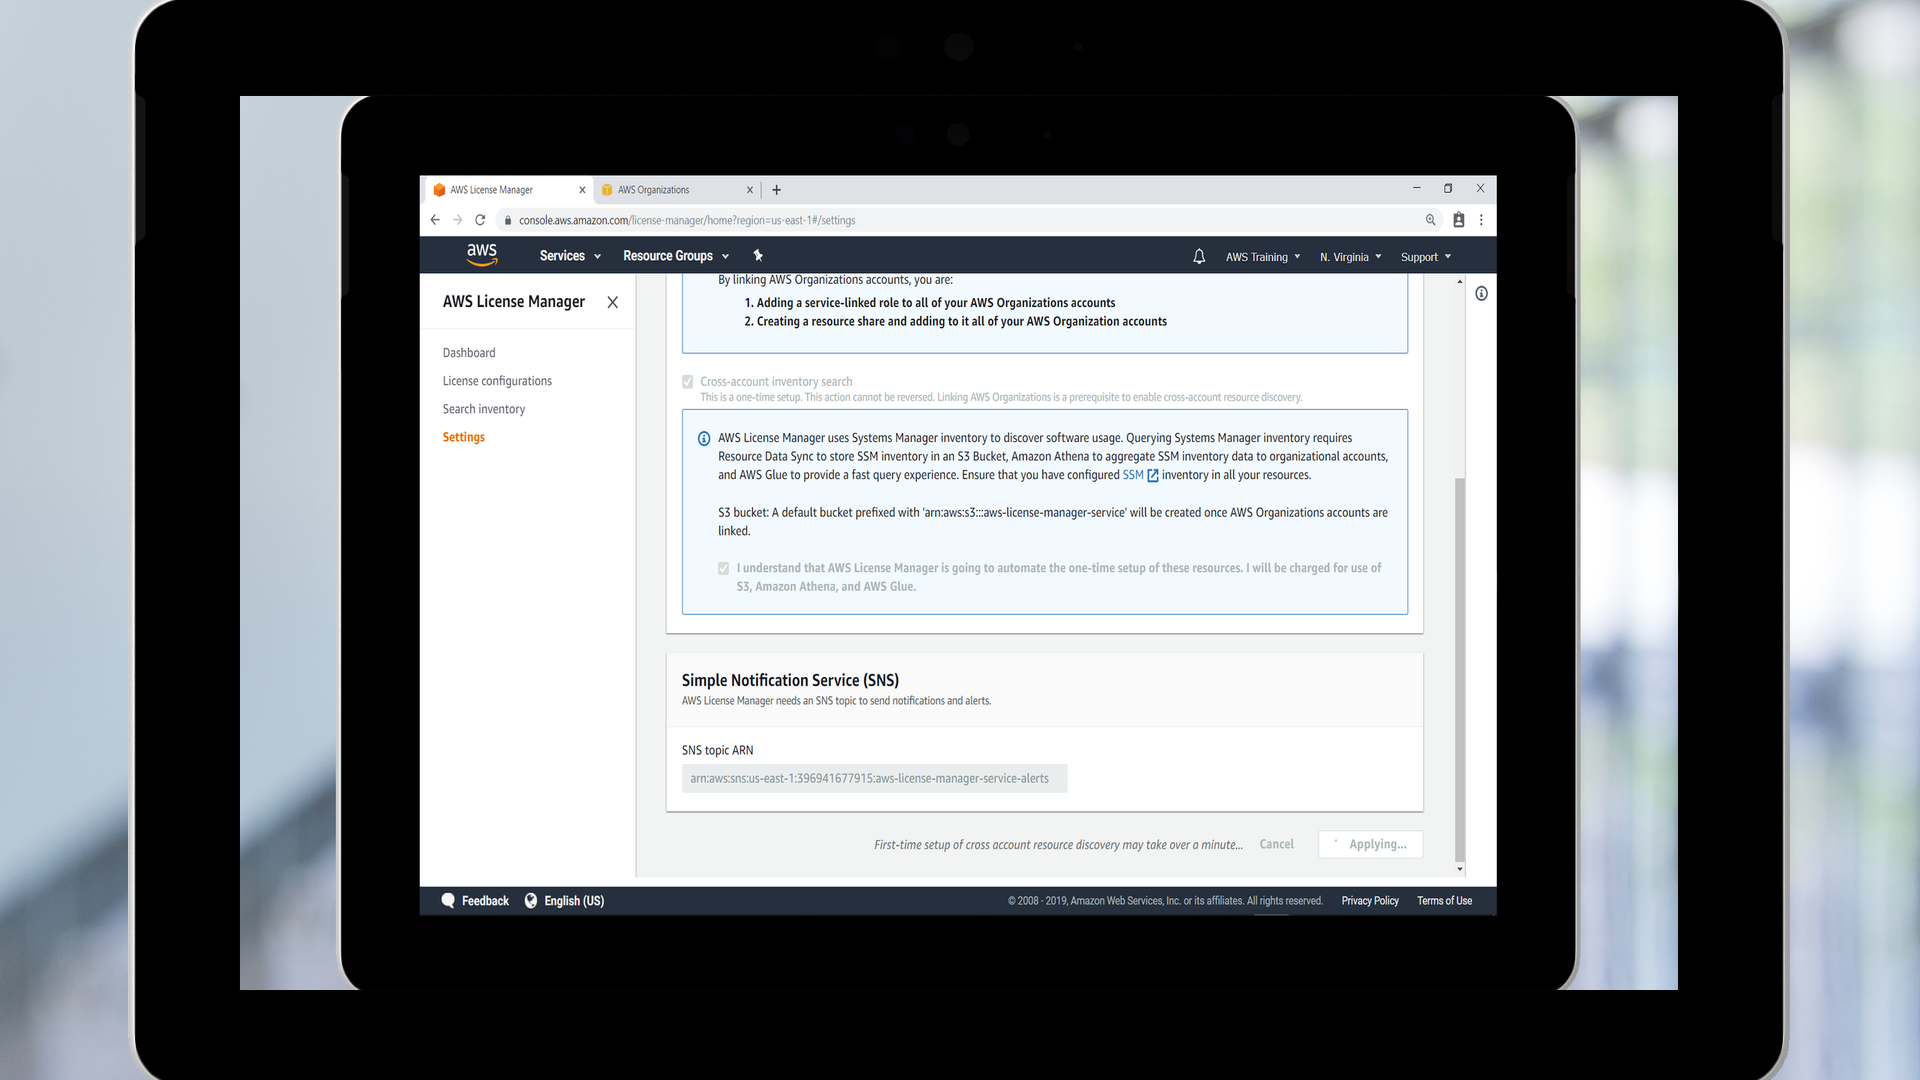 AWS License Manager
AWS Organizations
console.aws.amazon.com/license-manager/home?region=us-east-1#/settings
aws
Services
Resource Groups
AWS Training
N. Virginia
Support
AWS License Manager
Dashboard
License configurations
Search inventory
Settings
By linking AWS Organizations accounts, you are:
1. Adding a service-linked role to all of your AWS Organizations accounts
2. Creating a resource share and adding to it all of your AWS Organization accounts
Cross-account inventory search
This is a one-time setup. This action cannot be reversed. Linking AWS Organizations is a prerequisite to enable cross-account resource discovery.
AWS License Manager uses Systems Manager inventory to discover software usage. Querying Systems Manager inventory requires
Resource Data Sync to store SSM inventory in an S3 Bucket, Amazon Athena to aggregate SSM inventory data to organizational accounts,
and AWS Glue to provide a fast query experience. Ensure that you have configured SSM inventory in all your resources.
S3 bucket: A default bucket prefixed with 'arn:aws:s3:::aws-license-manager-service' will be created once AWS Organizations accounts are
linked.
I understand that AWS License Manager is going to automate the one-time setup of these resources. I will be charged for use of
S3, Amazon Athena, and AWS Glue.
Simple Notification Service (SNS)
AWS License Manager needs an SNS topic to send notifications and alerts.
SNS topic ARN
arn:aws:sns:us-east-1:396941677915:aws-license-manager-service-alerts
First-time setup of cross account resource discovery may take over a minute...
Cancel
Applying...
Feedback
English (US)
© 2008 - 2019, Amazon Web Services, Inc. or its affiliates. All rights reserved.
Privacy Policy
Terms of Use